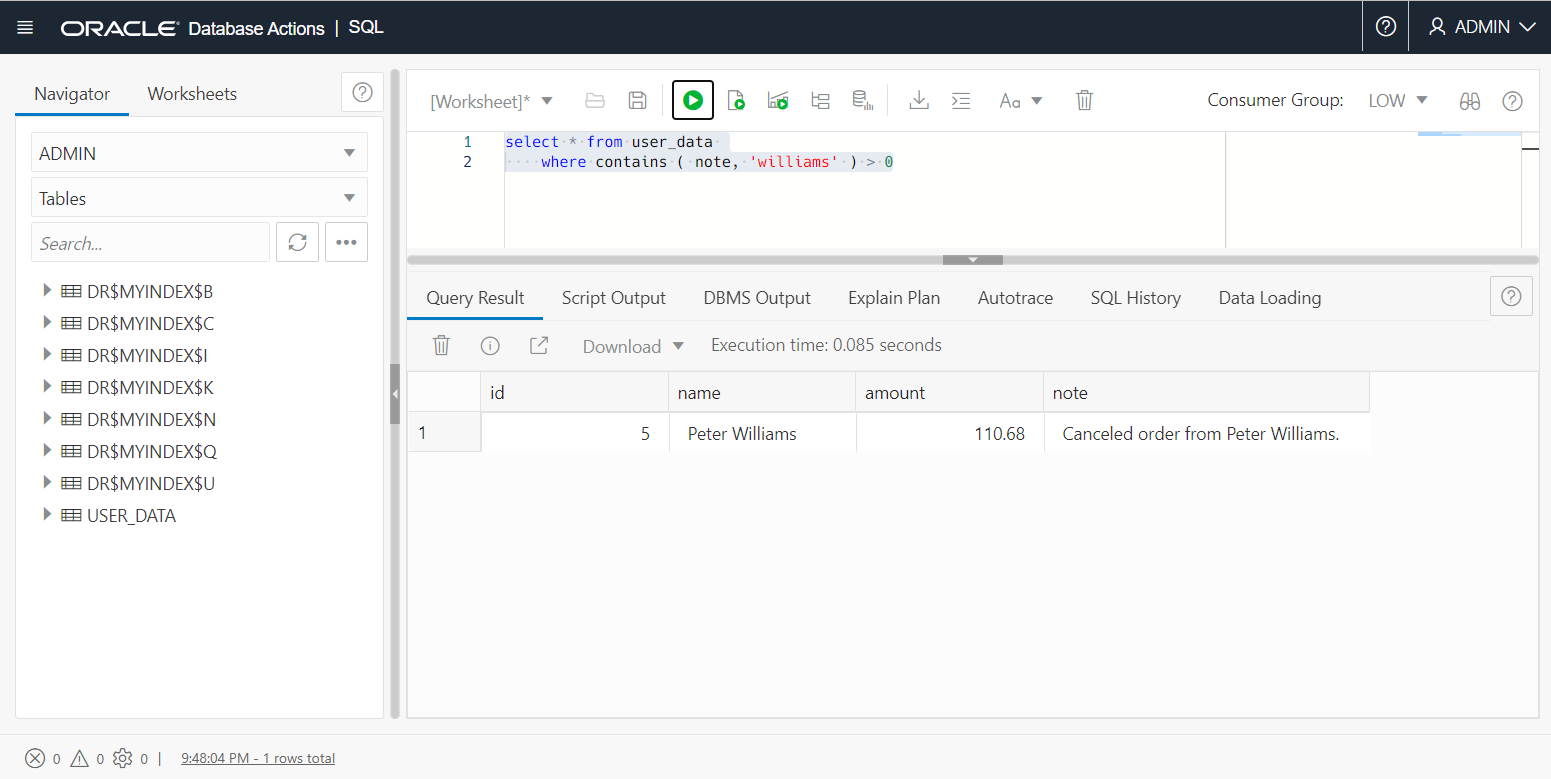 ORACLE® Database Actions | SQL
ADMIN
Navigator
Worksheets
ADMIN
Tables
Search...
DR$MYINDEX$B
DR$MYINDEX$C
DR$MYINDEX$I
DR$MYINDEX$K
DR$MYINDEX$N
DR$MYINDEX$Q
DR$MYINDEX$U
USER_DATA
[Worksheet]*
Aa
Consumer Group: LOW
1 select * from user_data
2 where contains ( note, 'williams' ) > 0
Query Result Script Output DBMS Output Explain Plan Autotrace SQL History Data Loading
Download Execution time: 0.085 seconds
id name amount note
1 5 Peter Williams 110.68 Canceled order from Peter Williams.
0 0 0 | 9:48:04 PM - 1 rows total